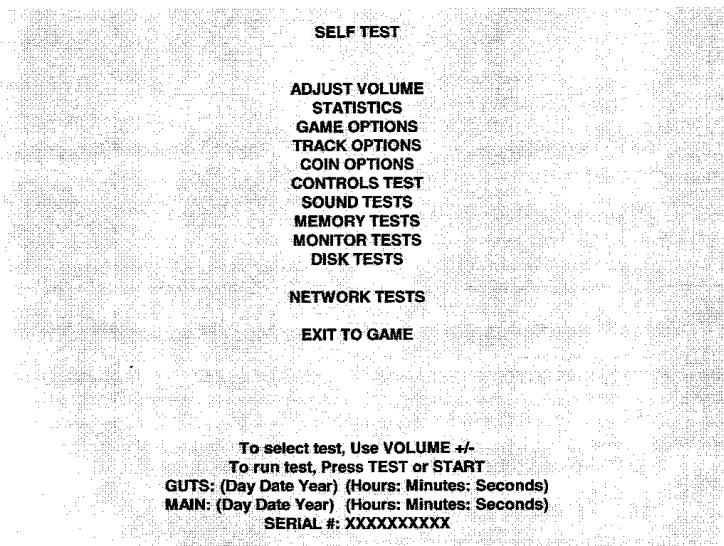 SELF TEST
ADJUST VOLUME
STATISTICS
GAME OPTIONS
TRACK OPTIONS
COIN OPTIONS
CONTROLS TEST
SOUND TESTS
MEMORY TESTS
MONITOR TESTS
DISK TESTS
NETWORK TESTS
EXIT TO GAME
To select test, Use VOLUME +/-
To run test, Press TEST or START
GUTS: (Day Date Year) (Hours: Minutes: Seconds)
MAIN: (Day Date Year) (Hours: Minutes: Seconds)
SERIAL #: XXXXXXXXXX